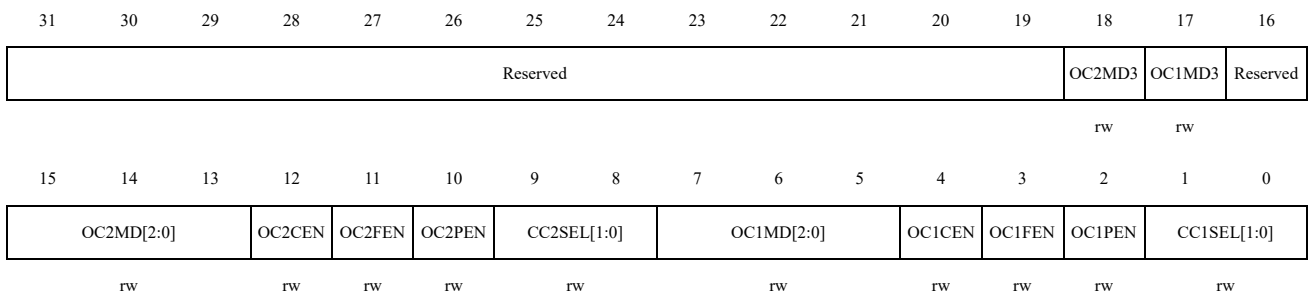 31 30 29 28 27 26 25 24 23 22 21 20 19 18 17 16
Reserved OC2MD3 OC1MD3 Reserved
rw rw
15 14 13 12 11 10 9 8 7 6 5 4 3 2 1 0
OC2MD[2:0] OC2CEN OC2FEN OC2PEN CC2SEL[1:0] OC1MD[2:0] OC1CEN OC1FEN OC1PEN CC1SEL[1:0]
rw rw rw rw rw rw rw rw rw rw